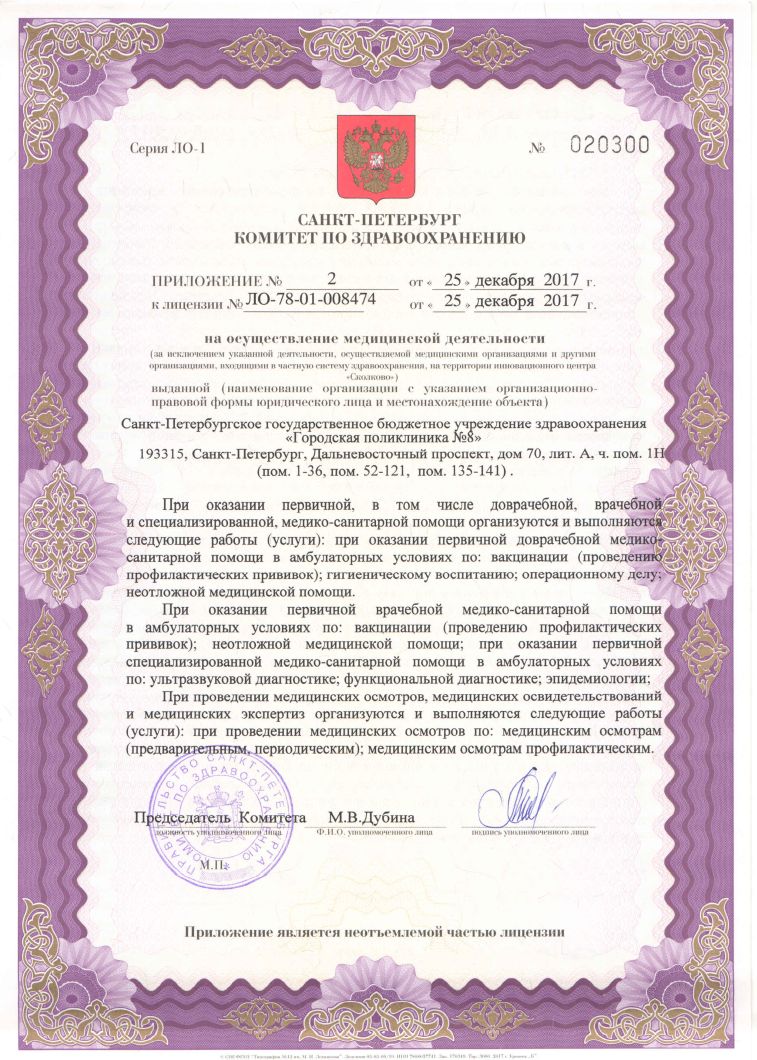 Серия ЛО-1 № 020300
САНКТ-ПЕТЕРБУРГ
КОМИТЕТ ПО ЗДРАВООХРАНЕНИЮ
ПРИЛОЖЕНИЕ № 2 от « 25 » декабря 2017 г.
к лицензии № ЛО-78-01-008474 от « 25 » декабря 2017 г.
на осуществление медицинской деятельности
(за исключением указанной деятельности, осуществляемой медицинскими организациями и другими
организациями, входящими в частную систему здравоохранения, на территории инновационного центра
«Сколково»)
выданной (наименование организации с указанием организационно-
правовой формы юридического лица и местонахождение объекта)
Санкт-Петербургское государственное бюджетное учреждение здравоохранения
«Городская поликлиника №8»
193315, Санкт-Петербург, Дальневосточный проспект, дом 70, лит. А, ч. пом. 1Н
(пом. 1-36, пом. 52-121, пом. 135-141) .
При оказании первичной, в том числе доврачебной, врачебной
и специализированной, медико-санитарной помощи организуются и выполняются
следующие работы (услуги): при оказании первичной доврачебной медико-
санитарной помощи в амбулаторных условиях по: вакцинации (проведению
профилактических прививок); гигиеническому воспитанию; операционному делу;
неотложной медицинской помощи.
При оказании первичной врачебной медико-санитарной помощи
в амбулаторных условиях по: вакцинации (проведению профилактических
прививок); неотложной медицинской помощи; при оказании первичной
специализированной медико-санитарной помощи в амбулаторных условиях
по: ультразвуковой диагностике; функциональной диагностике; эпидемиологии;
При проведении медицинских осмотров, медицинских освидетельствований
и медицинских экспертиз организуются и выполняются следующие работы
(услуги): при проведении медицинских осмотров по: медицинским осмотрам
(предварительным, периодическим); медицинским осмотрам профилактическим.
ПРАВИТЕЛЬСТВО САНКТ-ПЕТЕРБУРГА
КОМИТЕТ ПО ЗДРАВООХРАНЕНИЮ
Председатель Комитета М.В.Дубина
должность уполномоченного лица Ф.И.О. уполномоченного лица подпись уполномоченного лица
М.П.
Приложение является неотъемлемой частью лицензии